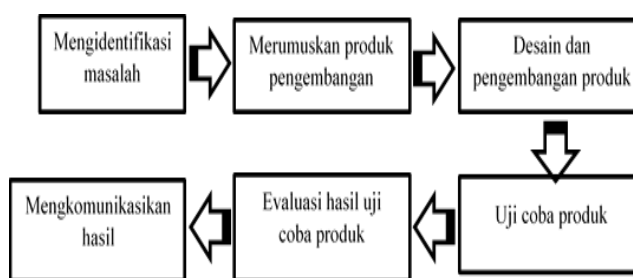 Mengidentifikasi
masalah
Merumuskan produk
pengembangan
Desain dan
pengembangan produk
Uji coba produk
Evaluasi hasil uji
coba produk
Mengkomunikasikan
hasil